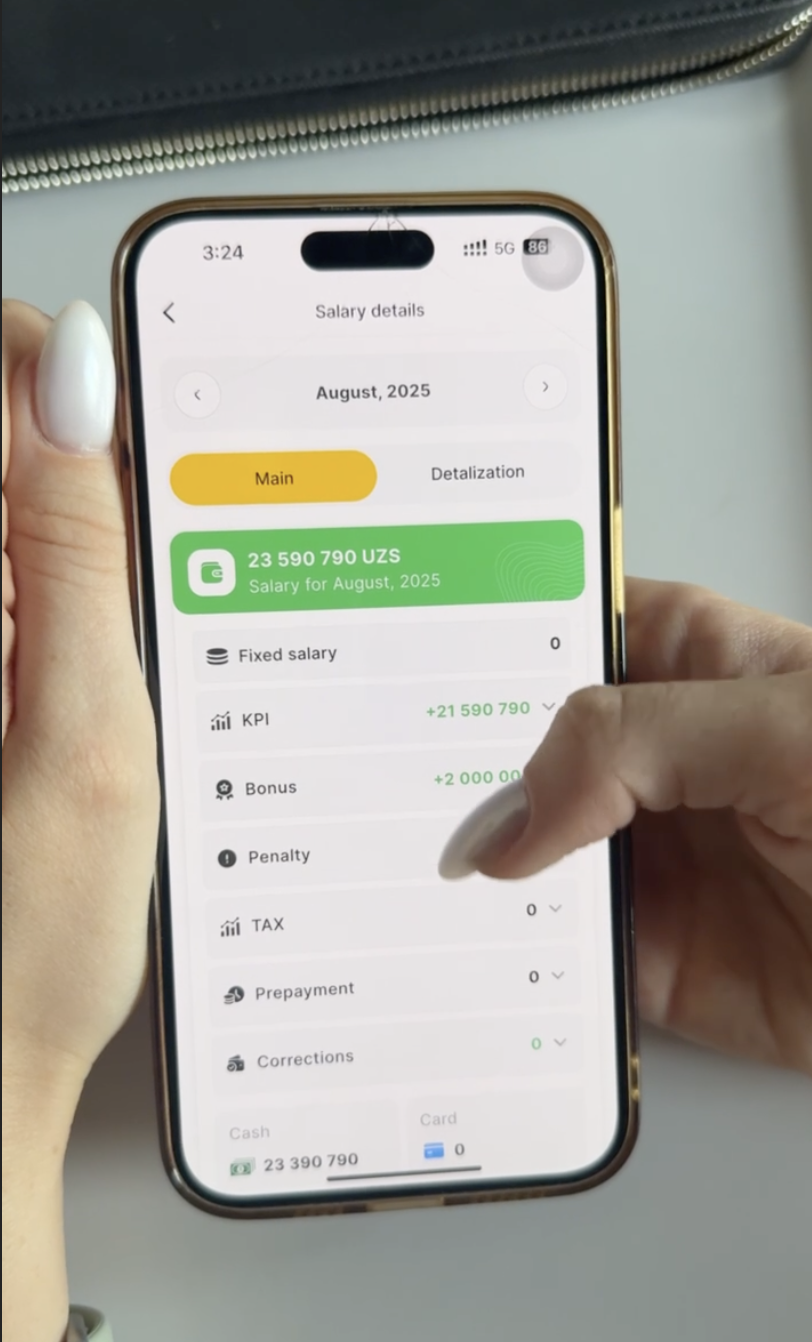 3:24 5G 86
Salary details
August, 2025
Main Detalization
23 590 790 UZS
Salary for August, 2025
Fixed salary 0
KPI +21 590 790
Bonus +2 000 00
Penalty
TAX 0
Prepayment 0
Corrections 0
Cash Card
23 390 790 0